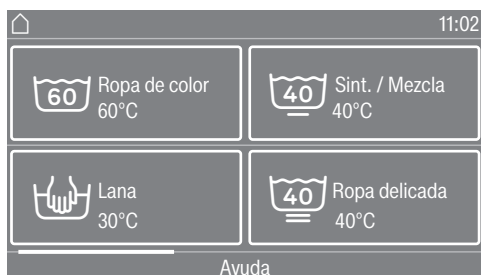 11:02
60
Ropa de color
60°C
40
Sint. / Mezcla
40°C
Lana
30°C
40
Ropa delicada
40°C
Ayuda